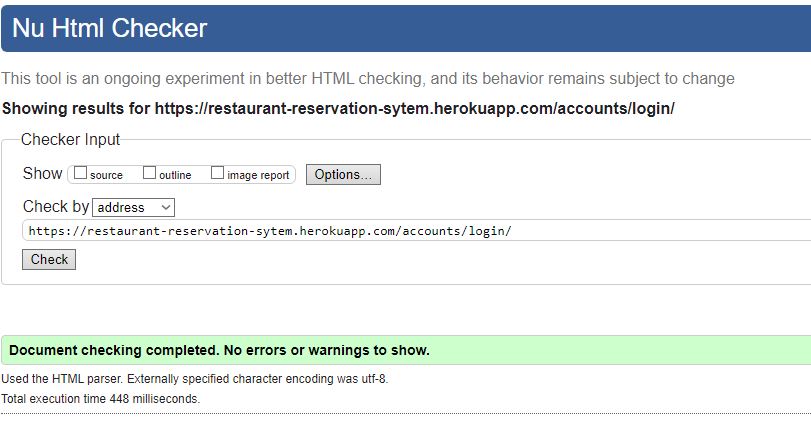 Nu Html Checker
This tool is an ongoing experiment in better HTML checking, and its behavior remains subject to change
Showing results for https://restaurant-reservation-sytem.herokuapp.com/accounts/login/
Checker Input
Show source outline image report Options...
Check by address
https://restaurant-reservation-sytem.herokuapp.com/accounts/login/
Check
Document checking completed. No errors or warnings to show.
Used the HTML parser. Externally specified character encoding was utf-8.
Total execution time 448 milliseconds.